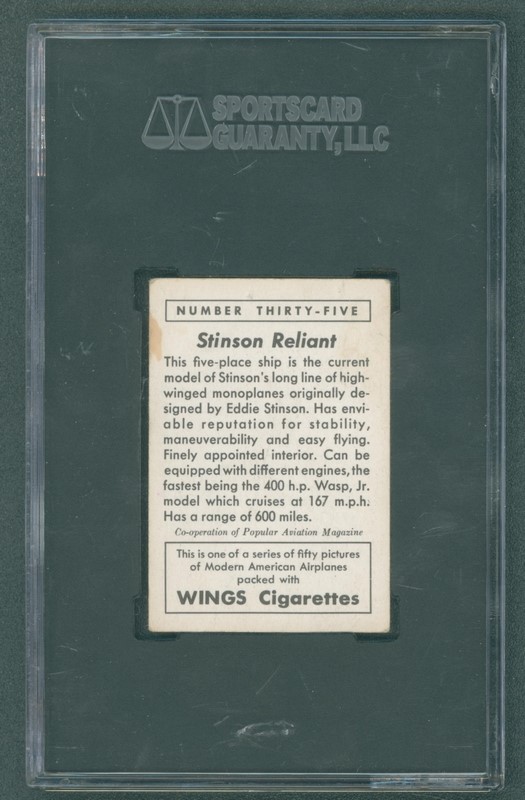 SPORTSCARD
GUARANTY, LLC
NUMBER THIRTY-FIVE
Stinson Reliant
This five-place ship is the current
model of Stinson's long line of high-
winged monoplanes originally de-
signed by Eddie Stinson. Has envi-
able reputation for stability,
maneuverability and easy flying.
Finely appointed interior. Can be
equipped with different engines, the
fastest being the 400 h.p. Wasp, Jr.
model which cruises at 167 m.p.h.
Has a range of 600 miles.
Co-operation of Popular Aviation Magazine
This is one of a series of fifty pictures
of Modern American Airplanes
packed with
WINGS Cigarettes